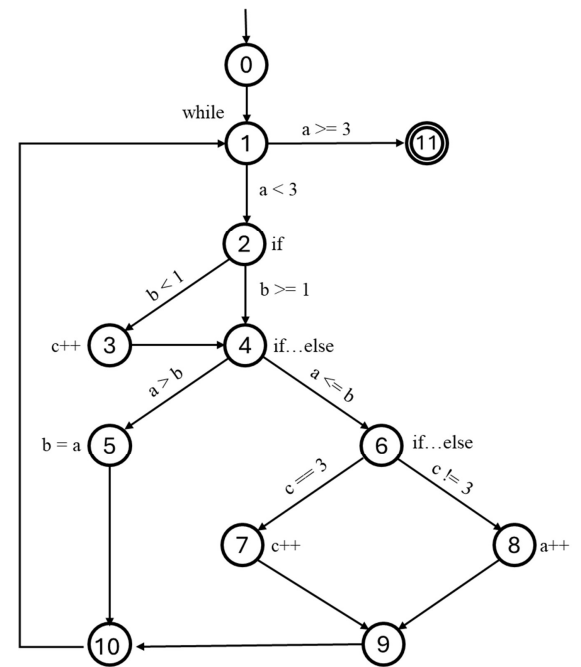 0
while
1
a >= 3
11
a < 3
2
if
b < 1
b >= 1
c++
3
4
if...else
a > b
a <= b
b = a
5
6
if...else
c == 3
c != 3
7
c++
8
a++
10
9